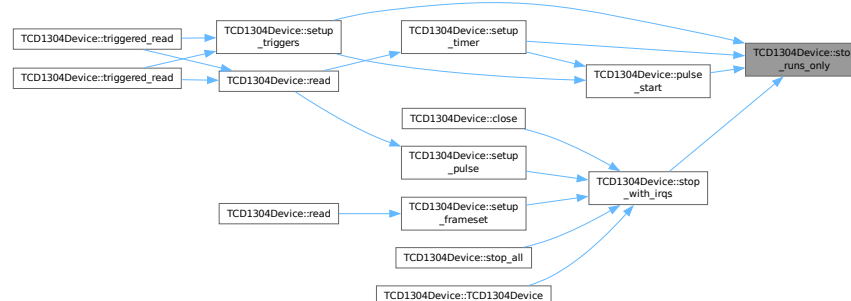 TCD1304Device::triggered_read
TCD1304Device::triggered_read
TCD1304Device::setup
_triggers
TCD1304Device::read
TCD1304Device::read
TCD1304Device::setup
_timer
TCD1304Device::close
TCD1304Device::setup
_pulse
TCD1304Device::setup
_frameset
TCD1304Device::stop_all
TCD1304Device::TCD1304Device
TCD1304Device::pulse
_start
TCD1304Device::stop
_with_irqs
TCD1304Device::stop
_runs_only